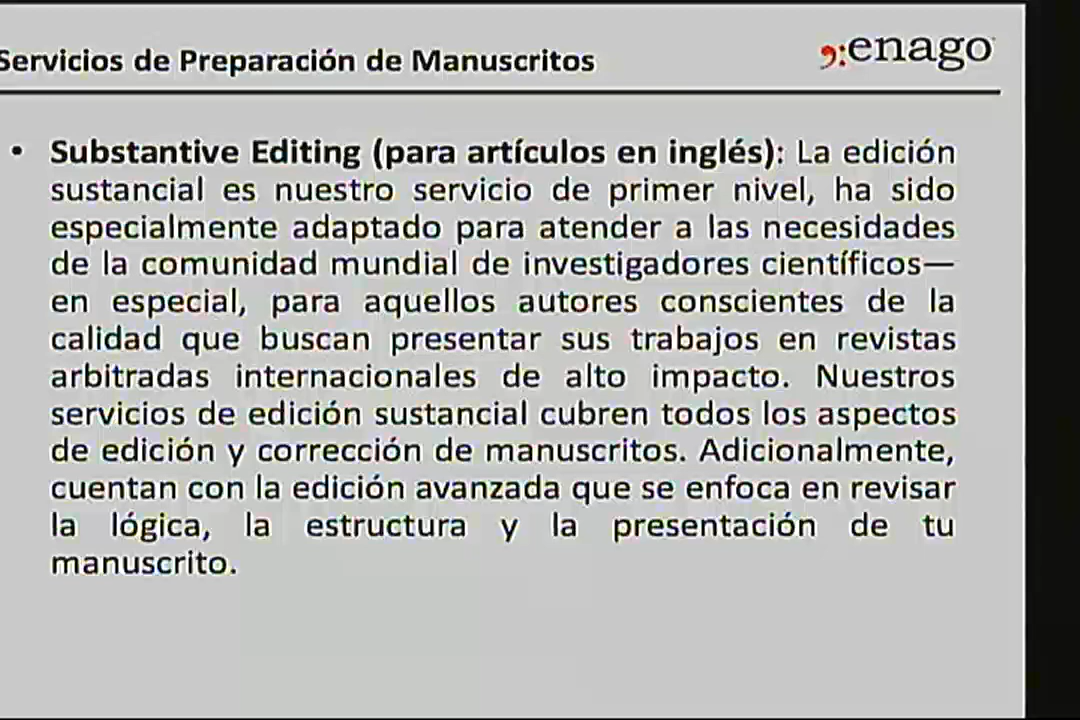 Servicios de Preparación de Manuscritos
enago
• Substantive Editing (para artículos en inglés): La edición
sustancial es nuestro servicio de primer nivel, ha sido
especialmente adaptado para atender a las necesidades
de la comunidad mundial de investigadores científicos—
en especial, para aquellos autores conscientes de la
calidad que buscan presentar sus trabajos en revistas
arbitradas internacionales de alto impacto. Nuestros
servicios de edición sustancial cubren todos los aspectos
de edición y corrección de manuscritos. Adicionalmente,
cuentan con la edición avanzada que se enfoca en revisar
la lógica, la estructura y la presentación de tu
manuscrito.